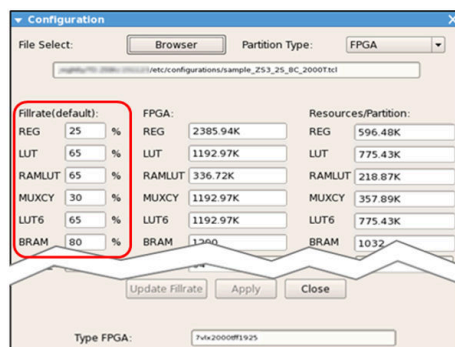 Configuration
File Select: Browser Partition Type: FPGA
/etc/configurations/sample_ZS3_2S_8C_2000T.tcl
Fillrate(default): FPGA: Resources/Partition:
REG 25 % REG 2385.94K REG 596.48K
LUT 65 % LUT 1192.97K LUT 775.43K
RAMLUT 65 % RAMLUT 336.72K RAMLUT 218.87K
MUXCY 30 % MUXCY 1192.97K MUXCY 357.89K
LUT6 65 % LUT6 1192.97K LUT6 775.43K
BRAM 80 % BRAM BRAM 1032
Update Fillrate Apply Close
Type FPGA: 7vlx2000tff1925